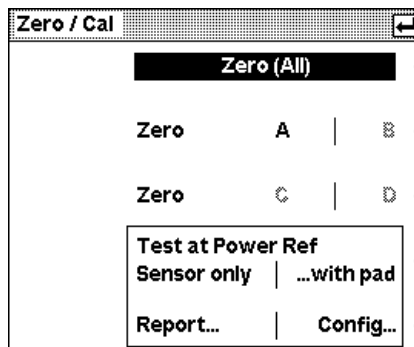 Zero / Cal
Zero (All)
Zero A | B
Zero C | D
Test at Power Ref
Sensor only | ...with pad
Report... | Config...